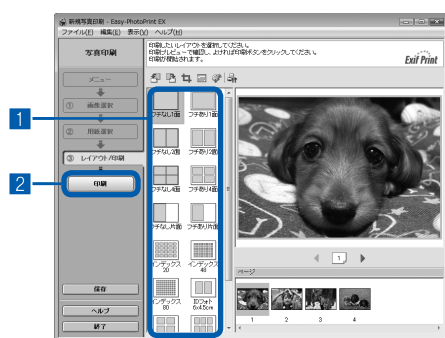 新規写真印刷 - Easy-PhotoPrint EX
ファイル(F) 編集(E) 表示(V) ヘルプ(H)
写真印刷
印刷したいレイアウトを選択してください。
印刷プレビューで確認し、よければ印刷ボタンをクリックしてください。
印刷が開始されます。
Exif Print
メニュー
① 画像選択
② 用紙選択
③ レイアウト/印刷
印刷
保存
ヘルプ
終了
1
2
フチなし1面 フチあり1面
フチなし2面 フチあり2面
フチなし4面 フチあり4面
フチなし片面 フチあり片面
インデックス 20 インデックス 48
インデックス 80 IDフォト 6x4.5cm
1
ページ
1 2 3 4